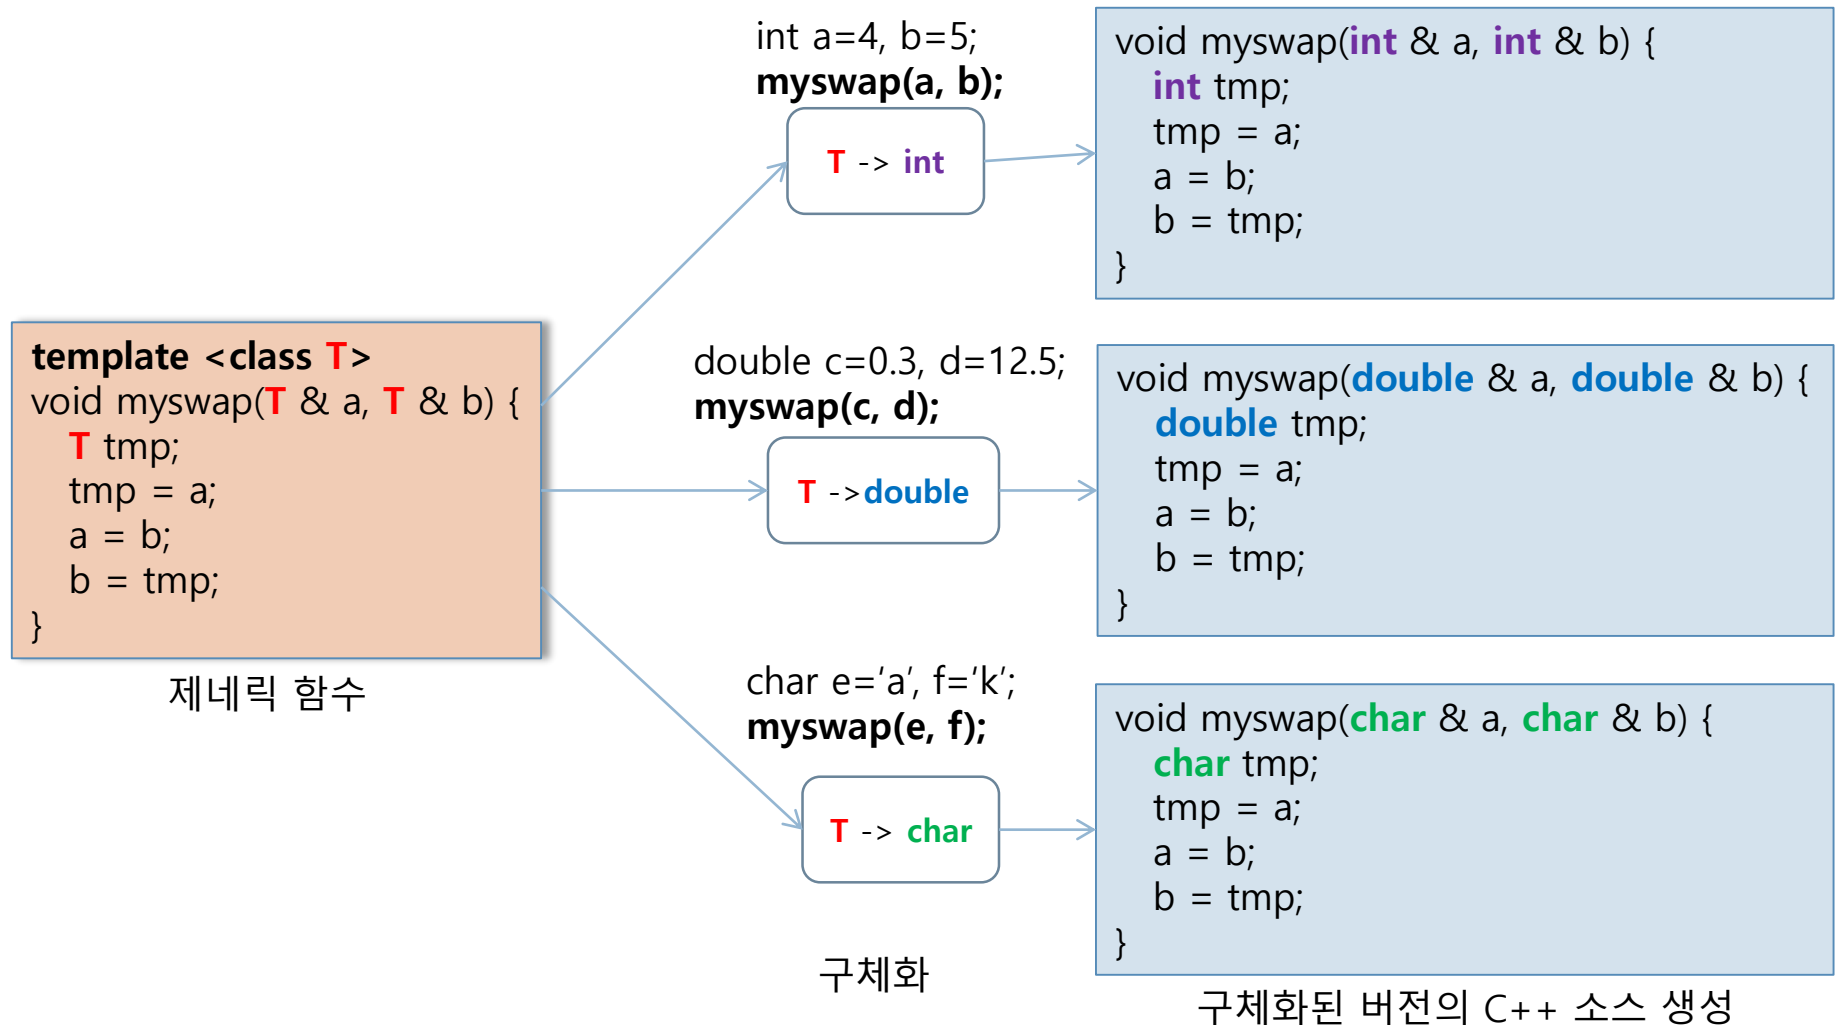 template <class T>
void myswap(T & a, T & b) {
T tmp;
tmp = a;
a = b;
b = tmp;
}
제네릭 함수
int a=4, b=5;
myswap(a, b);
T -> int
double c=0.3, d=12.5;
myswap(c, d);
T ->double
char e=‘a’, f=‘k’;
myswap(e, f);
T -> char
구체화
void myswap(int & a, int & b) {
int tmp;
tmp = a;
a = b;
b = tmp;
}
void myswap(double & a, double & b) {
double tmp;
tmp = a;
a = b;
b = tmp;
}
void myswap(char & a, char & b) {
char tmp;
tmp = a;
a = b;
b = tmp;
}
구체화된 버전의 C++ 소스 생성